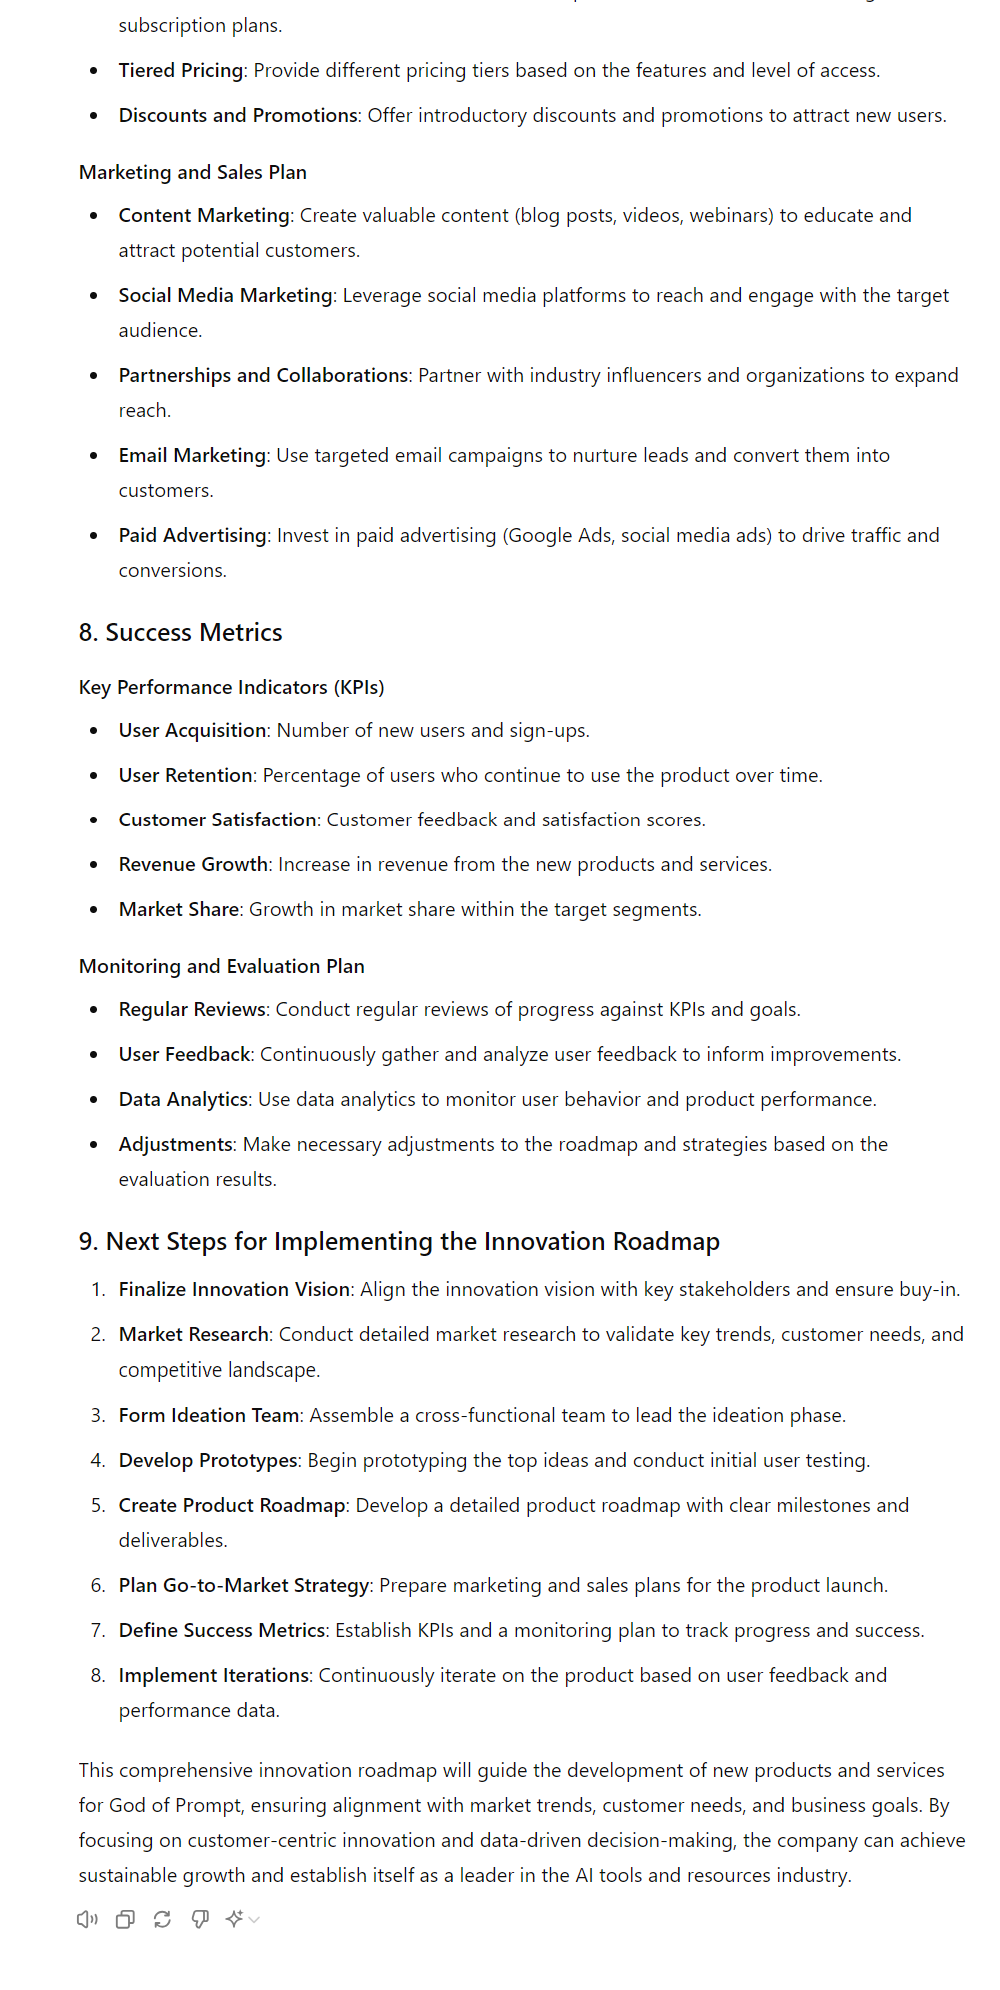 subscription plans.
Tiered Pricing: Provide different pricing tiers based on the features and level of access.
Discounts and Promotions: Offer introductory discounts and promotions to attract new users.
Marketing and Sales Plan
Content Marketing: Create valuable content (blog posts, videos, webinars) to educate and
attract potential customers.
Social Media Marketing: Leverage social media platforms to reach and engage with the target
audience.
Partnerships and Collaborations: Partner with industry influencers and organizations to expand
reach.
Email Marketing: Use targeted email campaigns to nurture leads and convert them into
customers.
Paid Advertising: Invest in paid advertising (Google Ads, social media ads) to drive traffic and
conversions.
8. Success Metrics
Key Performance Indicators (KPIs)
User Acquisition: Number of new users and sign-ups.
User Retention: Percentage of users who continue to use the product over time.
Customer Satisfaction: Customer feedback and satisfaction scores.
Revenue Growth: Increase in revenue from the new products and services.
Market Share: Growth in market share within the target segments.
Monitoring and Evaluation Plan
Regular Reviews: Conduct regular reviews of progress against KPIs and goals.
User Feedback: Continuously gather and analyze user feedback to inform improvements.
Data Analytics: Use data analytics to monitor user behavior and product performance.
Adjustments: Make necessary adjustments to the roadmap and strategies based on the
evaluation results.
9. Next Steps for Implementing the Innovation Roadmap
1. Finalize Innovation Vision: Align the innovation vision with key stakeholders and ensure buy-in.
2. Market Research: Conduct detailed market research to validate key trends, customer needs, and
competitive landscape.
3. Form Ideation Team: Assemble a cross-functional team to lead the ideation phase.
4. Develop Prototypes: Begin prototyping the top ideas and conduct initial user testing.
5. Create Product Roadmap: Develop a detailed product roadmap with clear milestones and
deliverables.
6. Plan Go-to-Market Strategy: Prepare marketing and sales plans for the product launch.
7. Define Success Metrics: Establish KPIs and a monitoring plan to track progress and success.
8. Implement Iterations: Continuously iterate on the product based on user feedback and
performance data.
This comprehensive innovation roadmap will guide the development of new products and services
for God of Prompt, ensuring alignment with market trends, customer needs, and business goals. By
focusing on customer-centric innovation and data-driven decision-making, the company can achieve
sustainable growth and establish itself as a leader in the AI tools and resources industry.